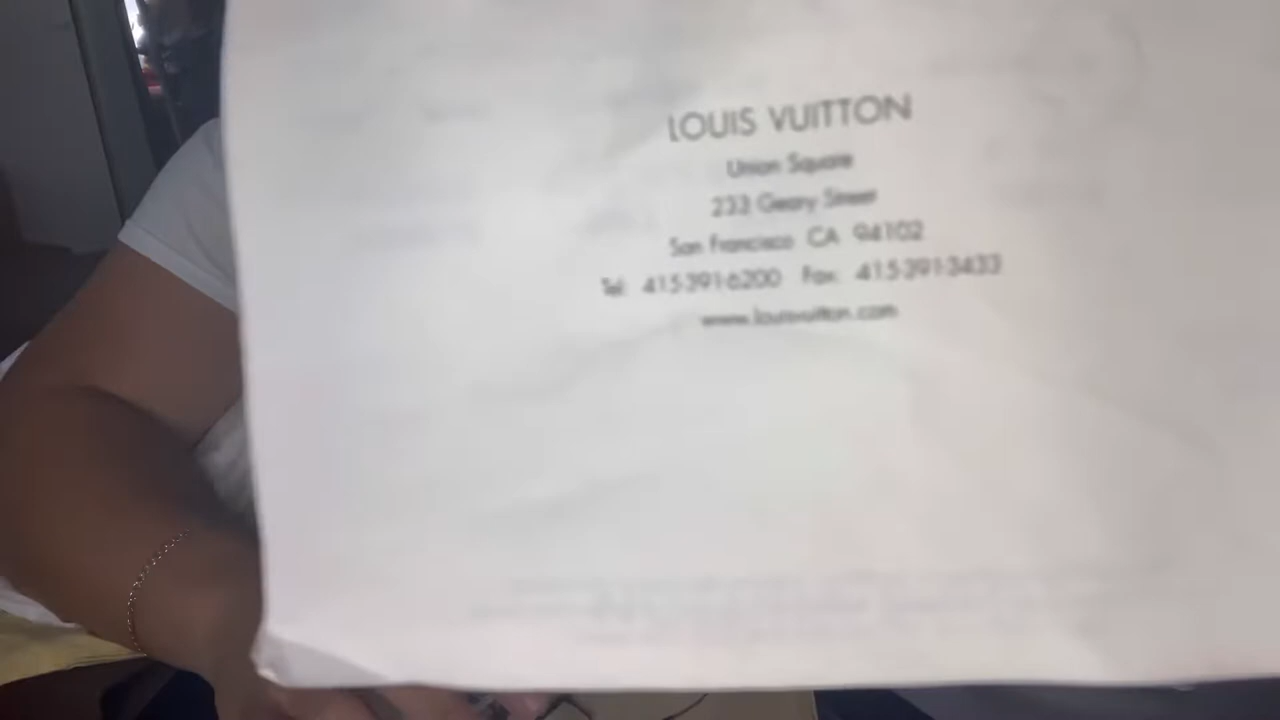 LOUIS VUITTON
Union Square
233 Geary Street
San Francisco CA 94102
Tel: 415-391-6200 Fax: 415-391-3433
www.louisvuitton.com